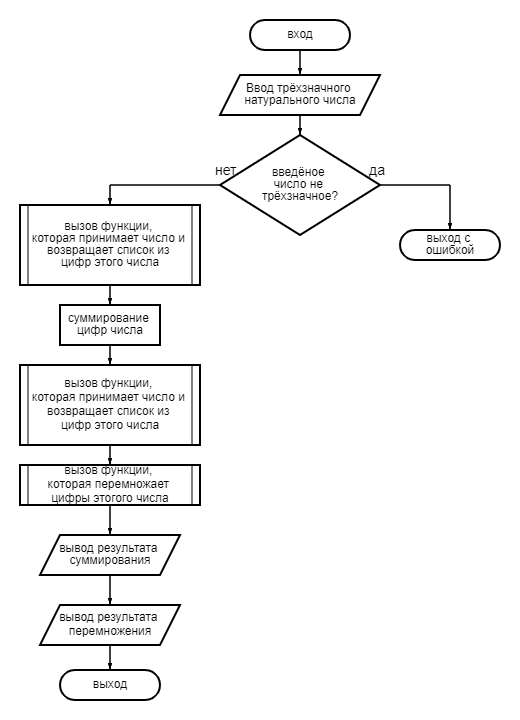 вход
Ввод трёхзначного
натурального числа
нет
да
введёное
число не
трёхзначное?
вызов функции,
которая принимает число и
возвращает список из
цифр этого числа
выход с
ошибкой
суммирование
цифр числа
вызов функции,
которая принимает число и
возвращает список из
цифр этого числа
вызов функции,
которая перемножает
цифры этогого числа
вывод результата
суммирования
вывод результата
перемножения
выход